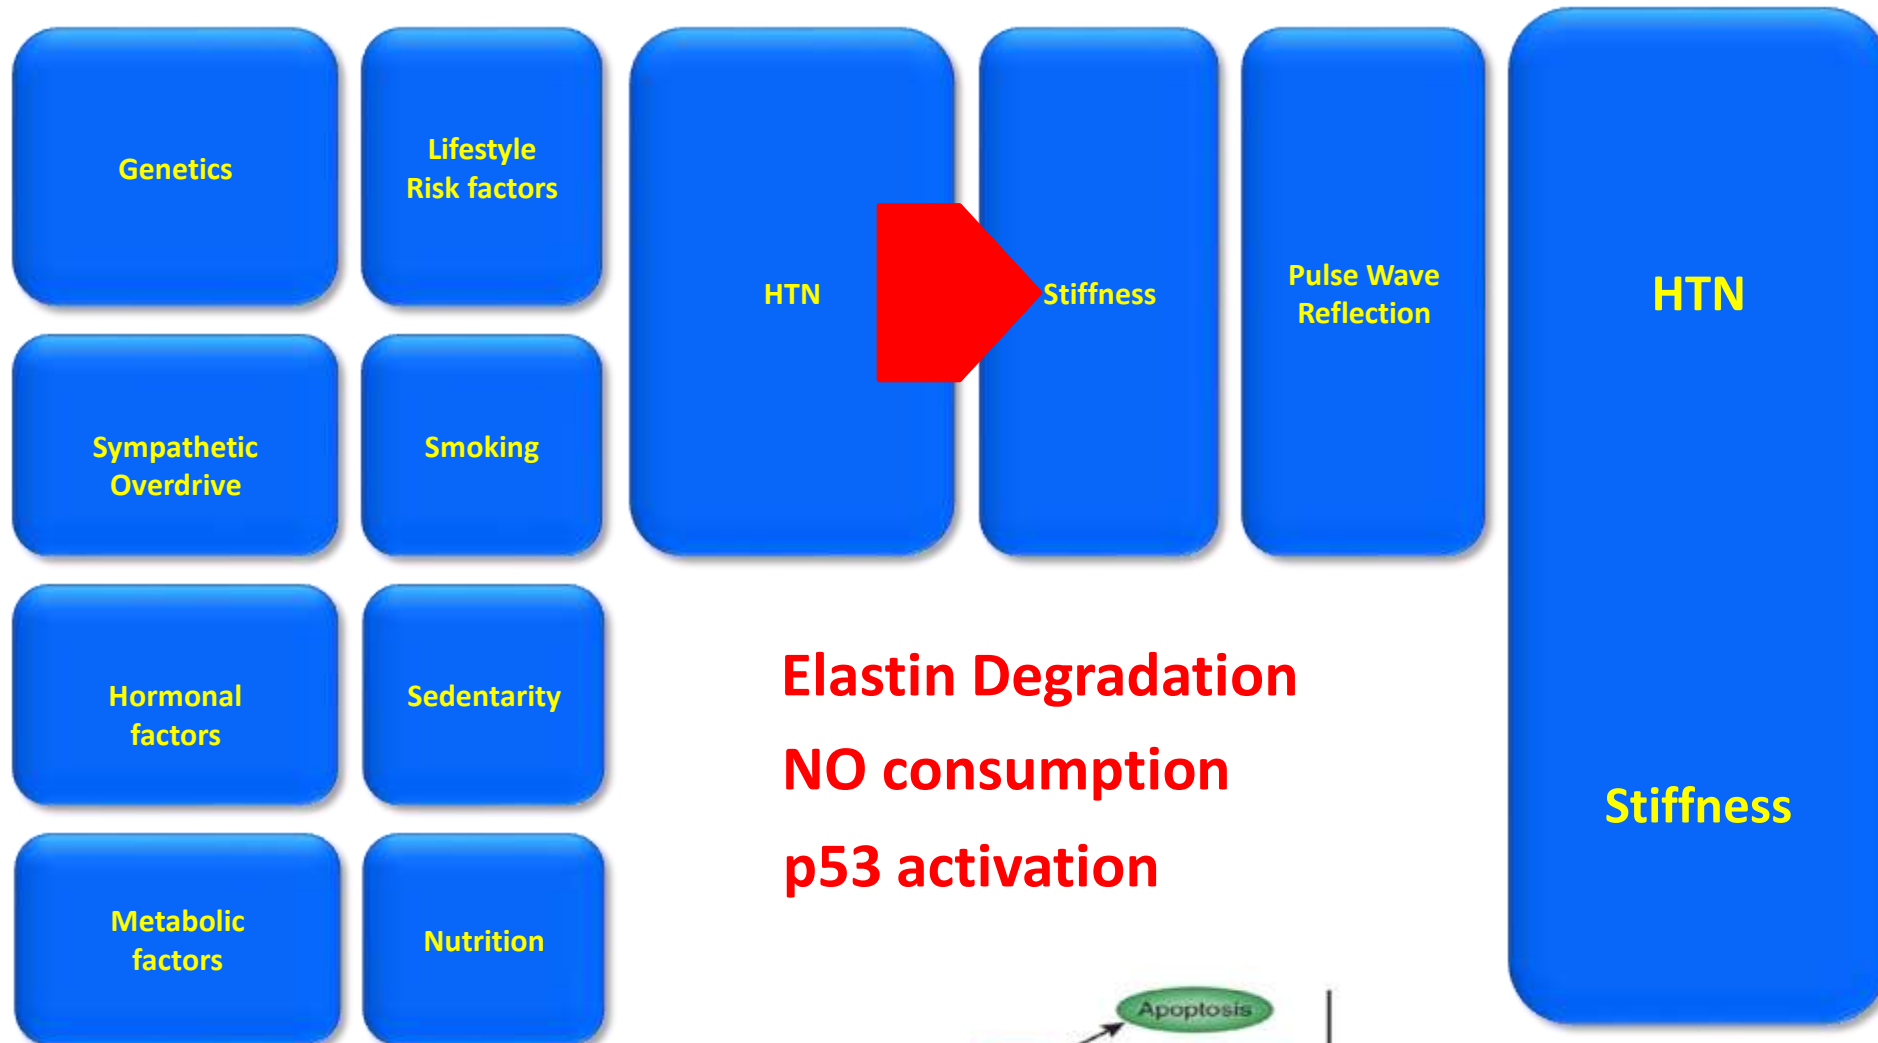 Genetics
Lifestyle
Risk factors
HTN
Stiffness
Pulse Wave
Reflection
HTN
Sympathetic
Overdrive
Smoking
Hormonal
factors
Sedentarity
Elastin Degradation
NO consumption
p53 activation
Stiffness
Metabolic
factors
Nutrition
Apoptosis